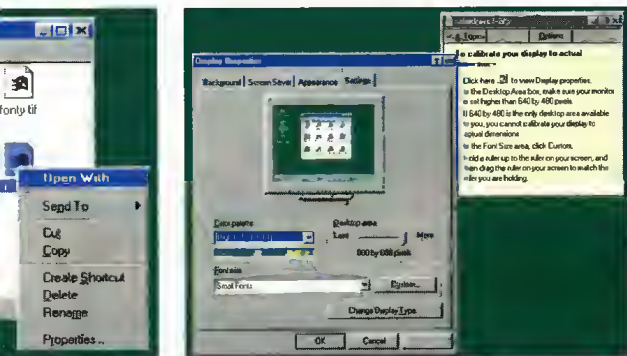 fonty tif
Open With
Send To
Cut
Copy
Create Shortcut
Delete
Rename
Properties...
Display Properties
Background
Screen Saver
Appearance
Settings
Color palette
Desktop area
Less
More
800 by 600 pixels
Font size
Small Fonts
Custom...
Change Display Type...
OK
Cancel
Options
To calibrate your display to actual
Click here to view Display properties.
In the Desktop Area box, make sure your monitor
is set higher than 640 by 480 pixels.
If 640 by 480 is the only desktop area available
to you, you cannot calibrate your display to
actual dimensions
In the Font Size area, click Custom.
Hold a ruler up to the ruler on your screen, and
then drag the ruler on your screen to match the
ruler you are holding.